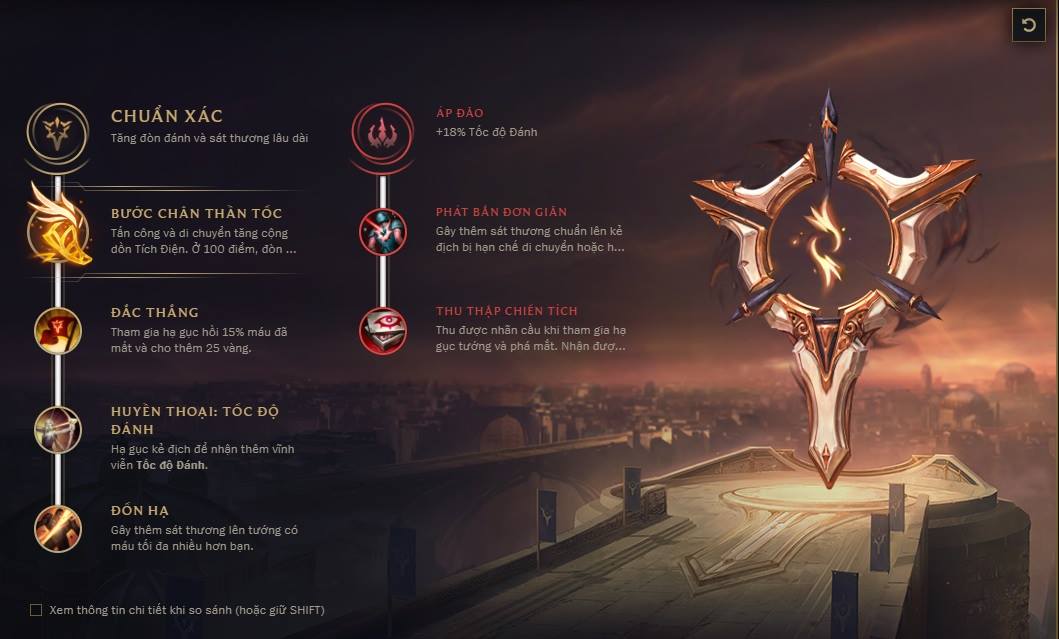 CHUẨN XÁC
Tăng đòn đánh và sát thương lâu dài
BƯỚC CHÂN THẦN TỐC
Tấn công và di chuyển tăng cộng
dồn Tích Điện. Ở 100 điểm, đòn ...
ĐẮC THẮNG
Tham gia hạ gục hồi 15% máu đã
mất và cho thêm 25 vàng.
HUYỀN THOẠI: TỐC ĐỘ
ĐÁNH
Hạ gục kẻ địch để nhận thêm vĩnh
viễn Tốc độ Đánh.
ĐỐN HẠ
Gây thêm sát thương lên tướng có
máu tối đa nhiều hơn bạn.
ÁP ĐẢO
+18% Tốc độ Đánh
PHÁT BẮN ĐƠN GIẢN
Gây thêm sát thương chuẩn lên kẻ
địch bị hạn chế di chuyển hoặc h...
THU THẬP CHIẾN TÍCH
Thu được nhãn cầu khi tham gia hạ
gục tướng và phá mắt. Nhận đượ...
Xem thông tin chi tiết khi so sánh (hoặc giữ SHIFT)